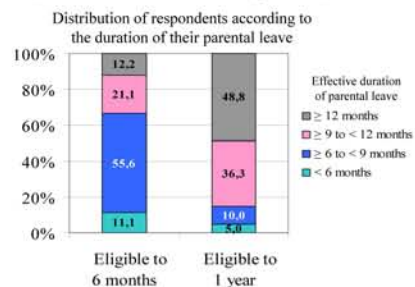 Distribution of respondents according to
the duration of their parental leave
100%
80%
60%
40%
20%
0%
12,2
21,1
55,6
11,1
48,8
36,3
10,0
5,0
Eligible to
6 months
Eligible to
1 year
Effective duration
of parental leave
≥ 12 months
≥ 9 to < 12 months
≥ 6 to < 9 months
< 6 months